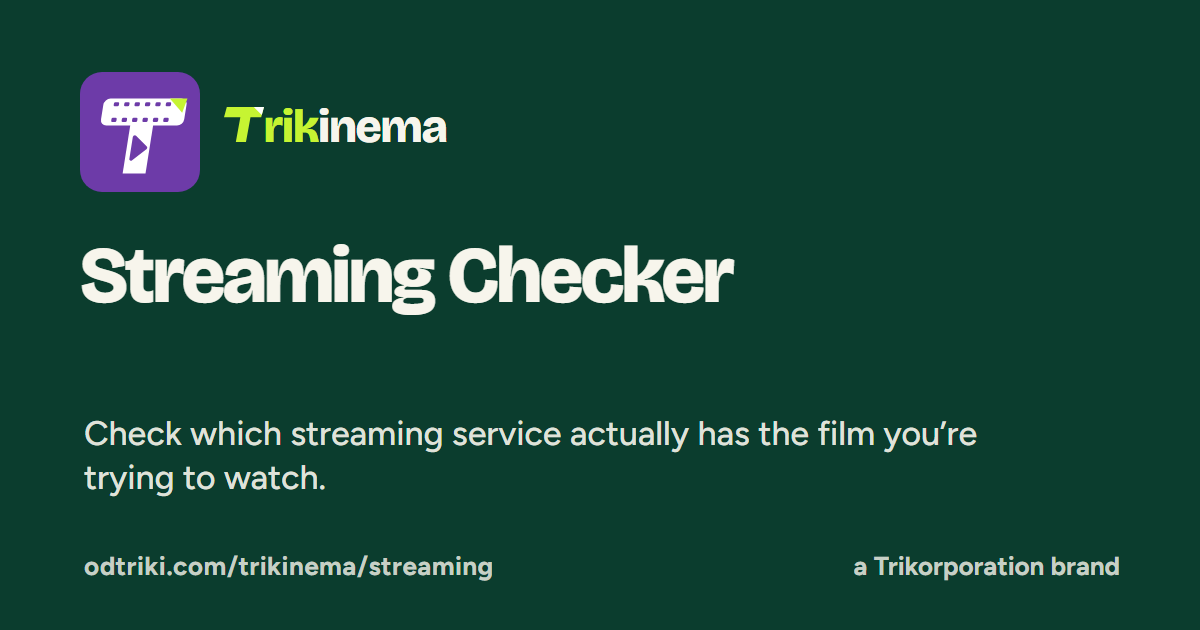 Trikinema
Streaming Checker
Check which streaming service actually has the film you’re
trying to watch.
odtriki.com/trikinema/streaming
a Trikorporation brand